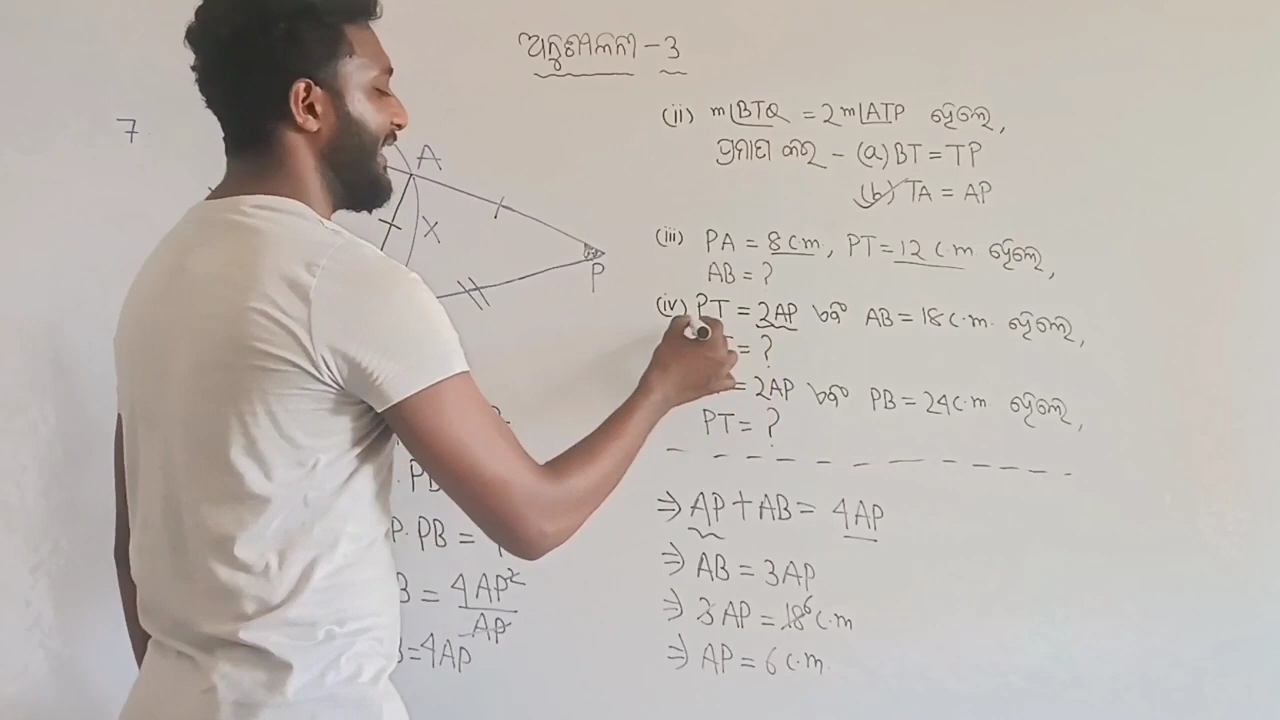 ଅନୁଶୀଳନୀ - 3
7
A
X
P
(ii) m∠BTQ = 2m∠ATP ହେଲେ,
ପ୍ରମାଣ କର - (a) BT = TP
(b) TA = AP
(iii) PA = 8 c.m, PT = 12 c.m ହେଲେ,
AB = ?
(iv) PT = 2AP ଏବଂ AB = 18 c.m. ହେଲେ,
= ?
= 2AP ଏବଂ PB = 24 c.m ହେଲେ,
PT = ?
⇒ AP + AB = 4AP
⇒ AB = 3AP
⇒ 3AP = 18 6 c.m
⇒ AP = 6 c.m.
P. PB =
= 4AP² / AP
= 4AP